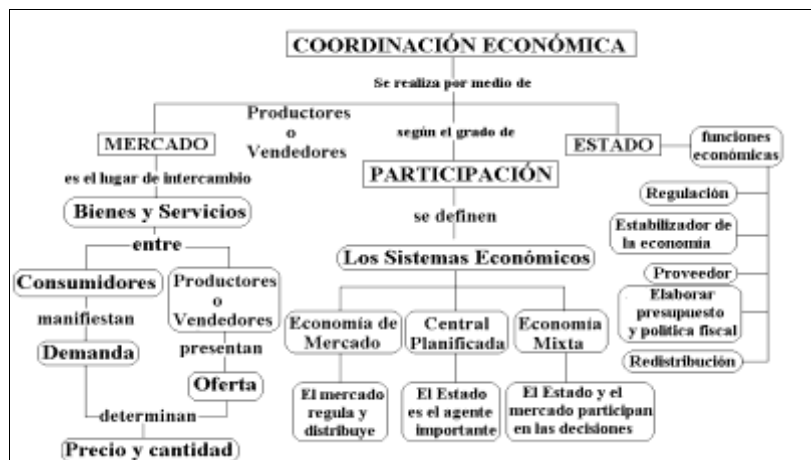 COORDINACIÓN ECONÓMICA
Se realiza por medio de
MERCADO
es el lugar de intercambio
Bienes y Servicios
entre
Consumidores
manifiestan
Demanda
Productores
o
Vendedores
presentan
Oferta
determinan
Precio y cantidad
Productores
o
Vendedores
según el grado de
PARTICIPACIÓN
se definen
Los Sistemas Económicos
Economía de
Mercado
El mercado
regula y
distribuye
Central
Planificada
El Estado
es el agente
importante
Economía
Mixta
El Estado y el
mercado participan
en las decisiones
ESTADO
funciones
económicas
Regulación
Estabilizador de
la economía
Proveedor
Elaborar
presupuesto
y política fiscal
Redistribución